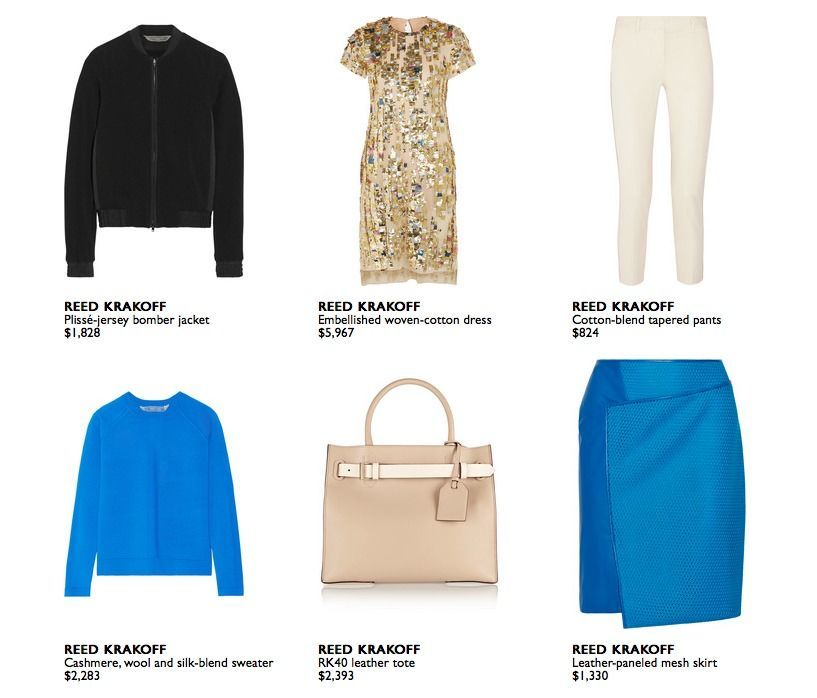 REED KRAKOFF
Plissé-jersey bomber jacket
$1,828
REED KRAKOFF
Embellished woven-cotton dress
$5,967
REED KRAKOFF
Cotton-blend tapered pants
$824
REED KRAKOFF
Cashmere, wool and silk-blend sweater
$2,283
REED KRAKOFF
RK40 leather tote
$2,393
REED KRAKOFF
Leather-paneled mesh skirt
$1,330